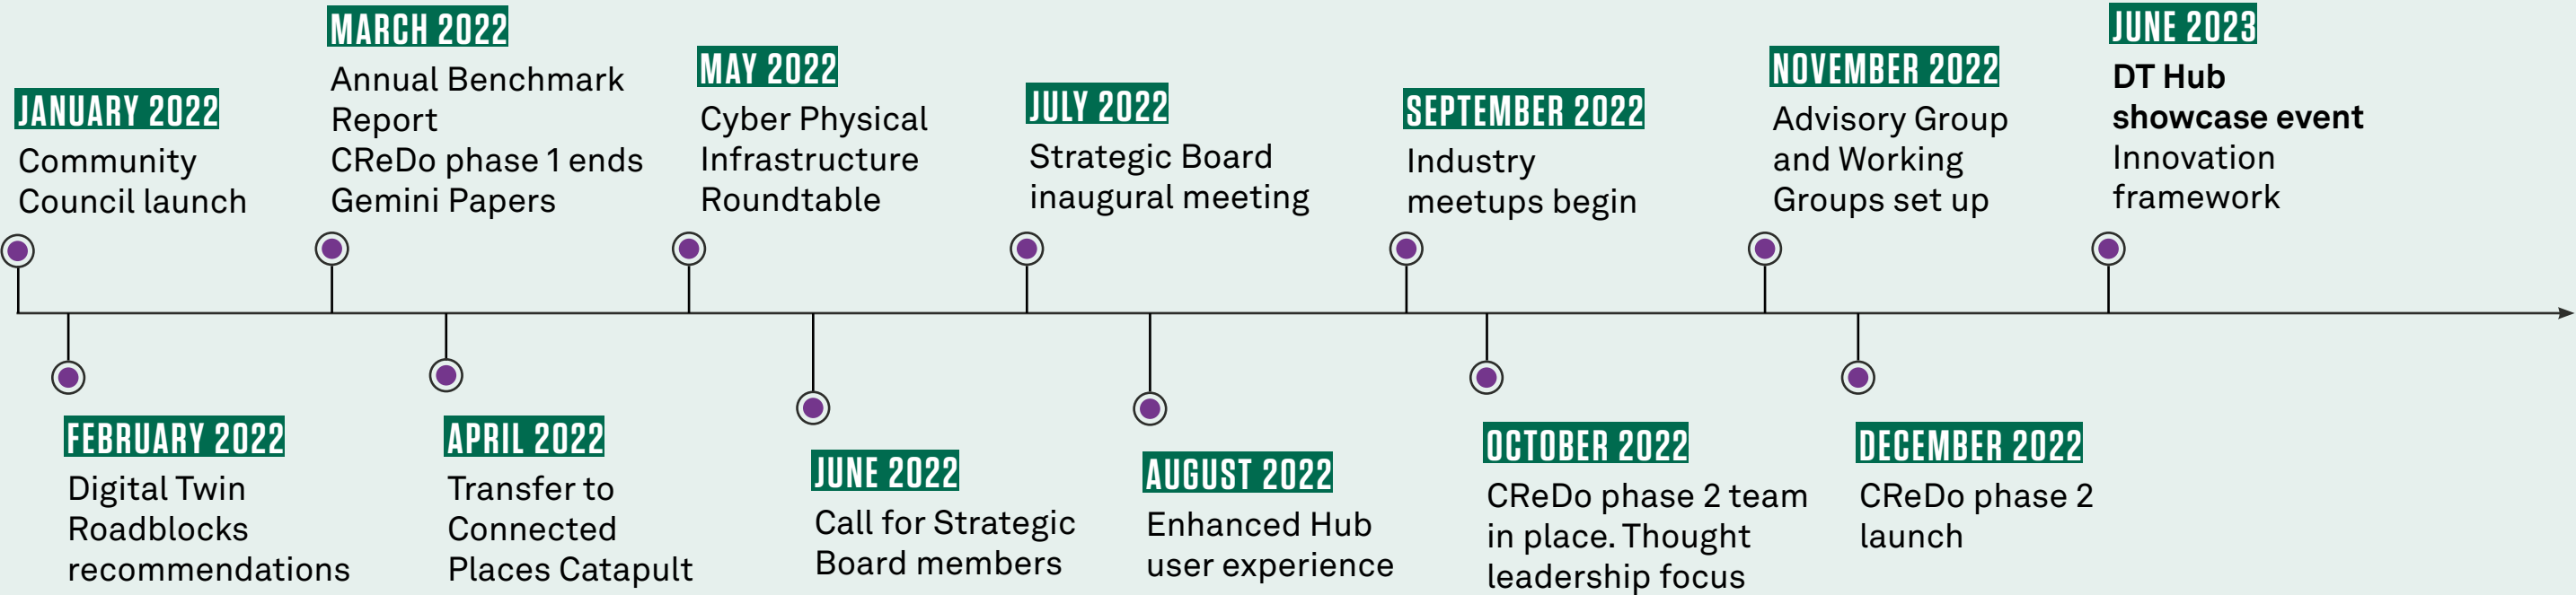 JANUARY 2022
Community
Council launch
FEBRUARY 2022
Digital Twin
Roadblocks
recommendations
MARCH 2022
Annual Benchmark
Report
CReDo phase 1 ends
Gemini Papers
APRIL 2022
Transfer to
Connected
Places Catapult
MAY 2022
Cyber Physical
Infrastructure
Roundtable
JUNE 2022
Call for Strategic
Board members
JULY 2022
Strategic Board
inaugural meeting
AUGUST 2022
Enhanced Hub
user experience
SEPTEMBER 2022
Industry
meetups begin
OCTOBER 2022
CReDo phase 2 team
in place. Thought
leadership focus
NOVEMBER 2022
Advisory Group
and Working
Groups set up
DECEMBER 2022
CReDo phase 2
launch
JUNE 2023
DT Hub
showcase event
Innovation
framework